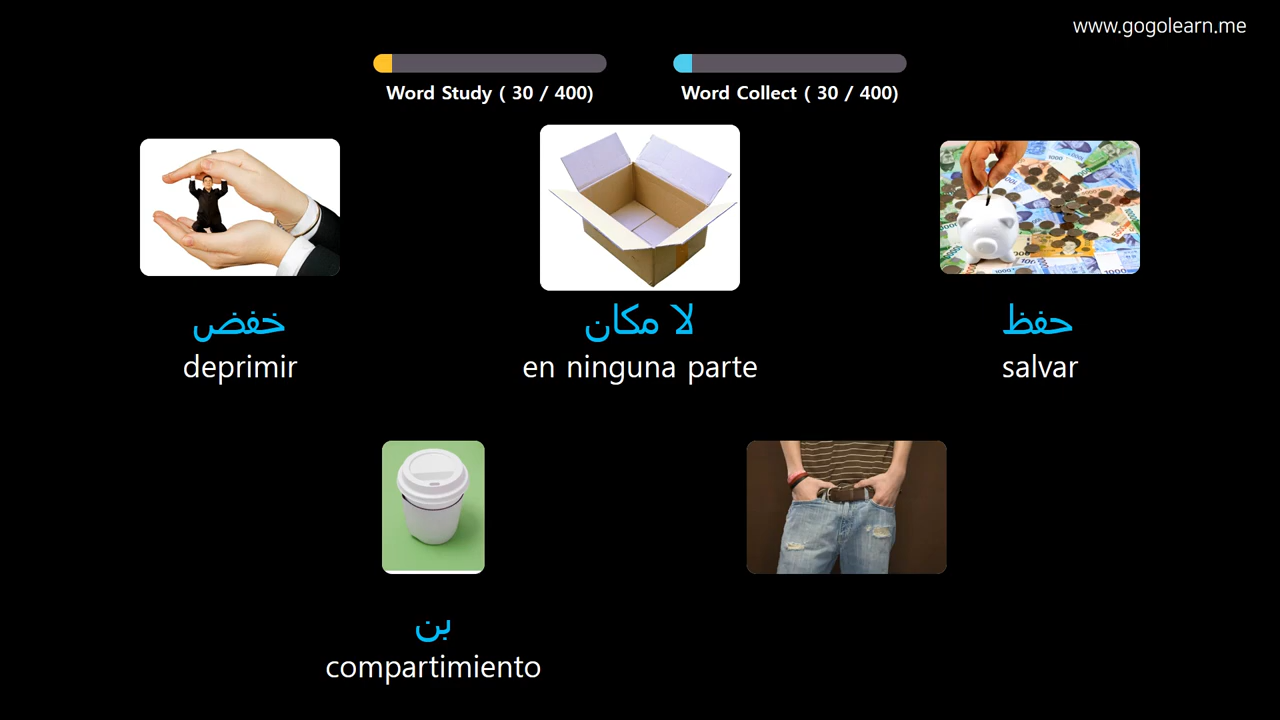 www.gogolearn.me
Word Study ( 30 / 400)
Word Collect ( 30 / 400)
خفض
deprimir
لا مكان
en ninguna parte
حفظ
salvar
بن
compartimiento